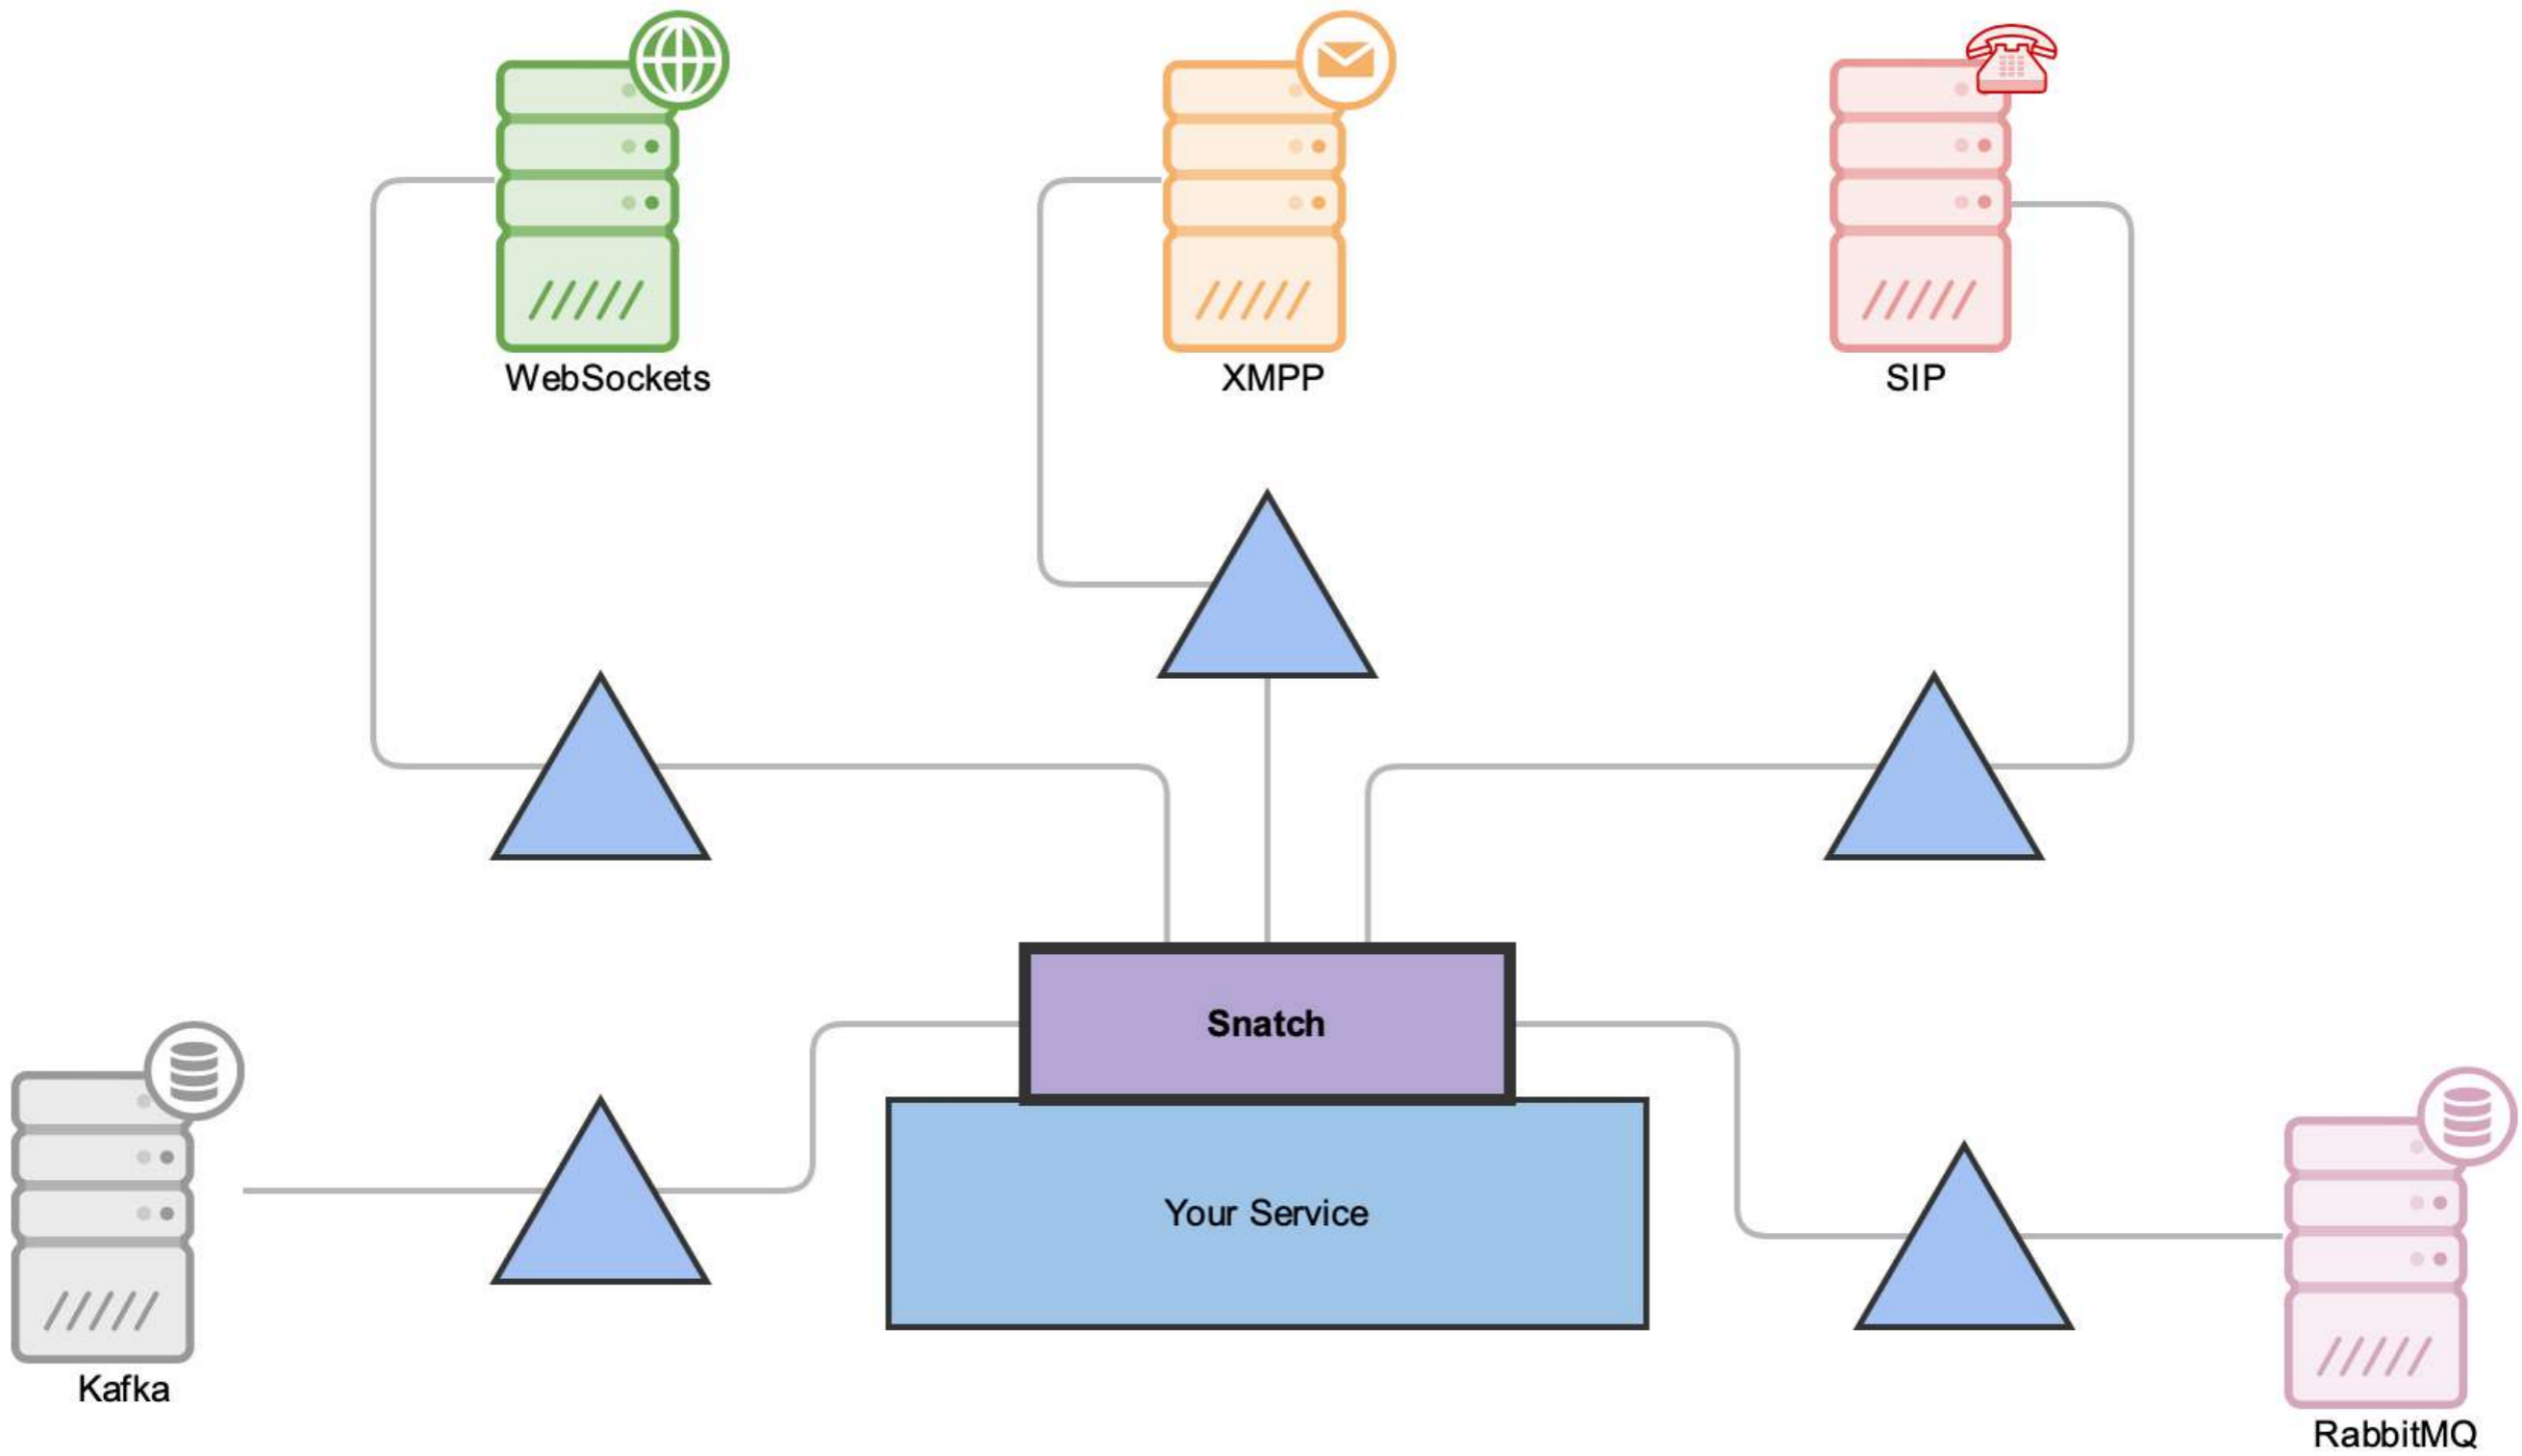 WebSockets
XMPP
SIP
Snatch
Your Service
Kafka
RabbitMQ